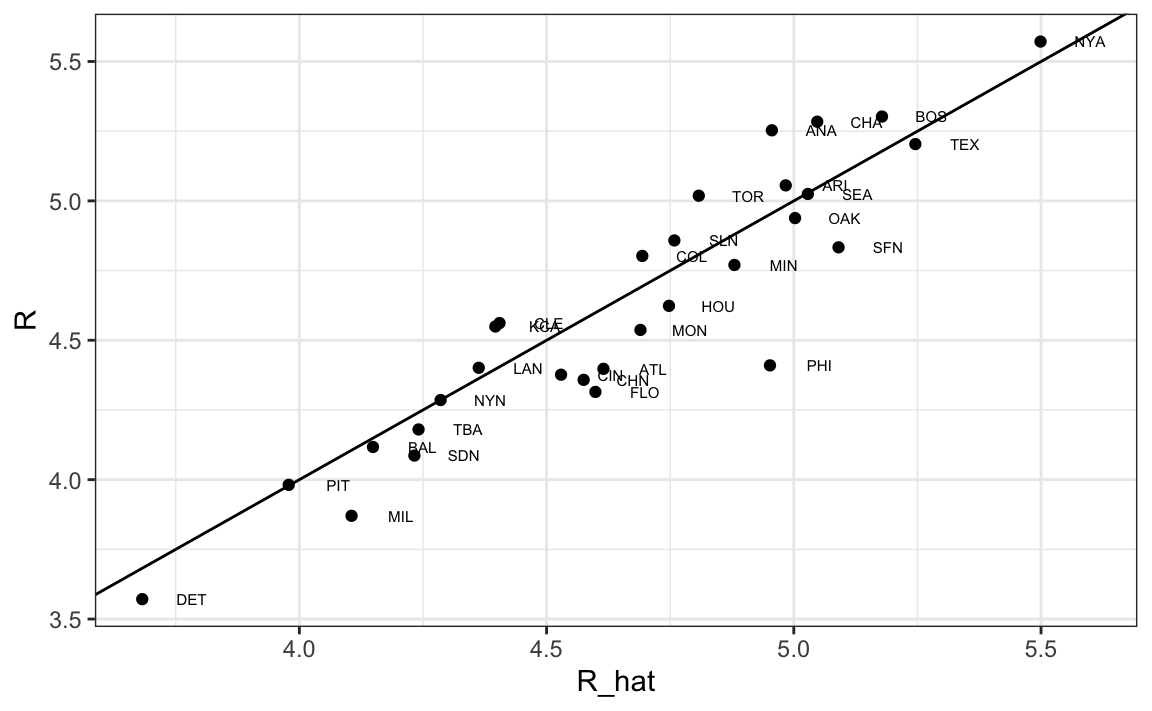 5.5
NYA
ANA
CHA
BOS
TEX
5.0
TOR
ARI
SEA
OAK
SLN
SFN
COL
MIN
HOU
4.5
KCA
CLE
MON
LAN
CIN
ATL
CHN
PHI
FLO
NYN
TBA
BAL
SDN
4.0
PIT
MIL
DET
3.5
4.0
4.5
5.0
5.5
R
R_hat